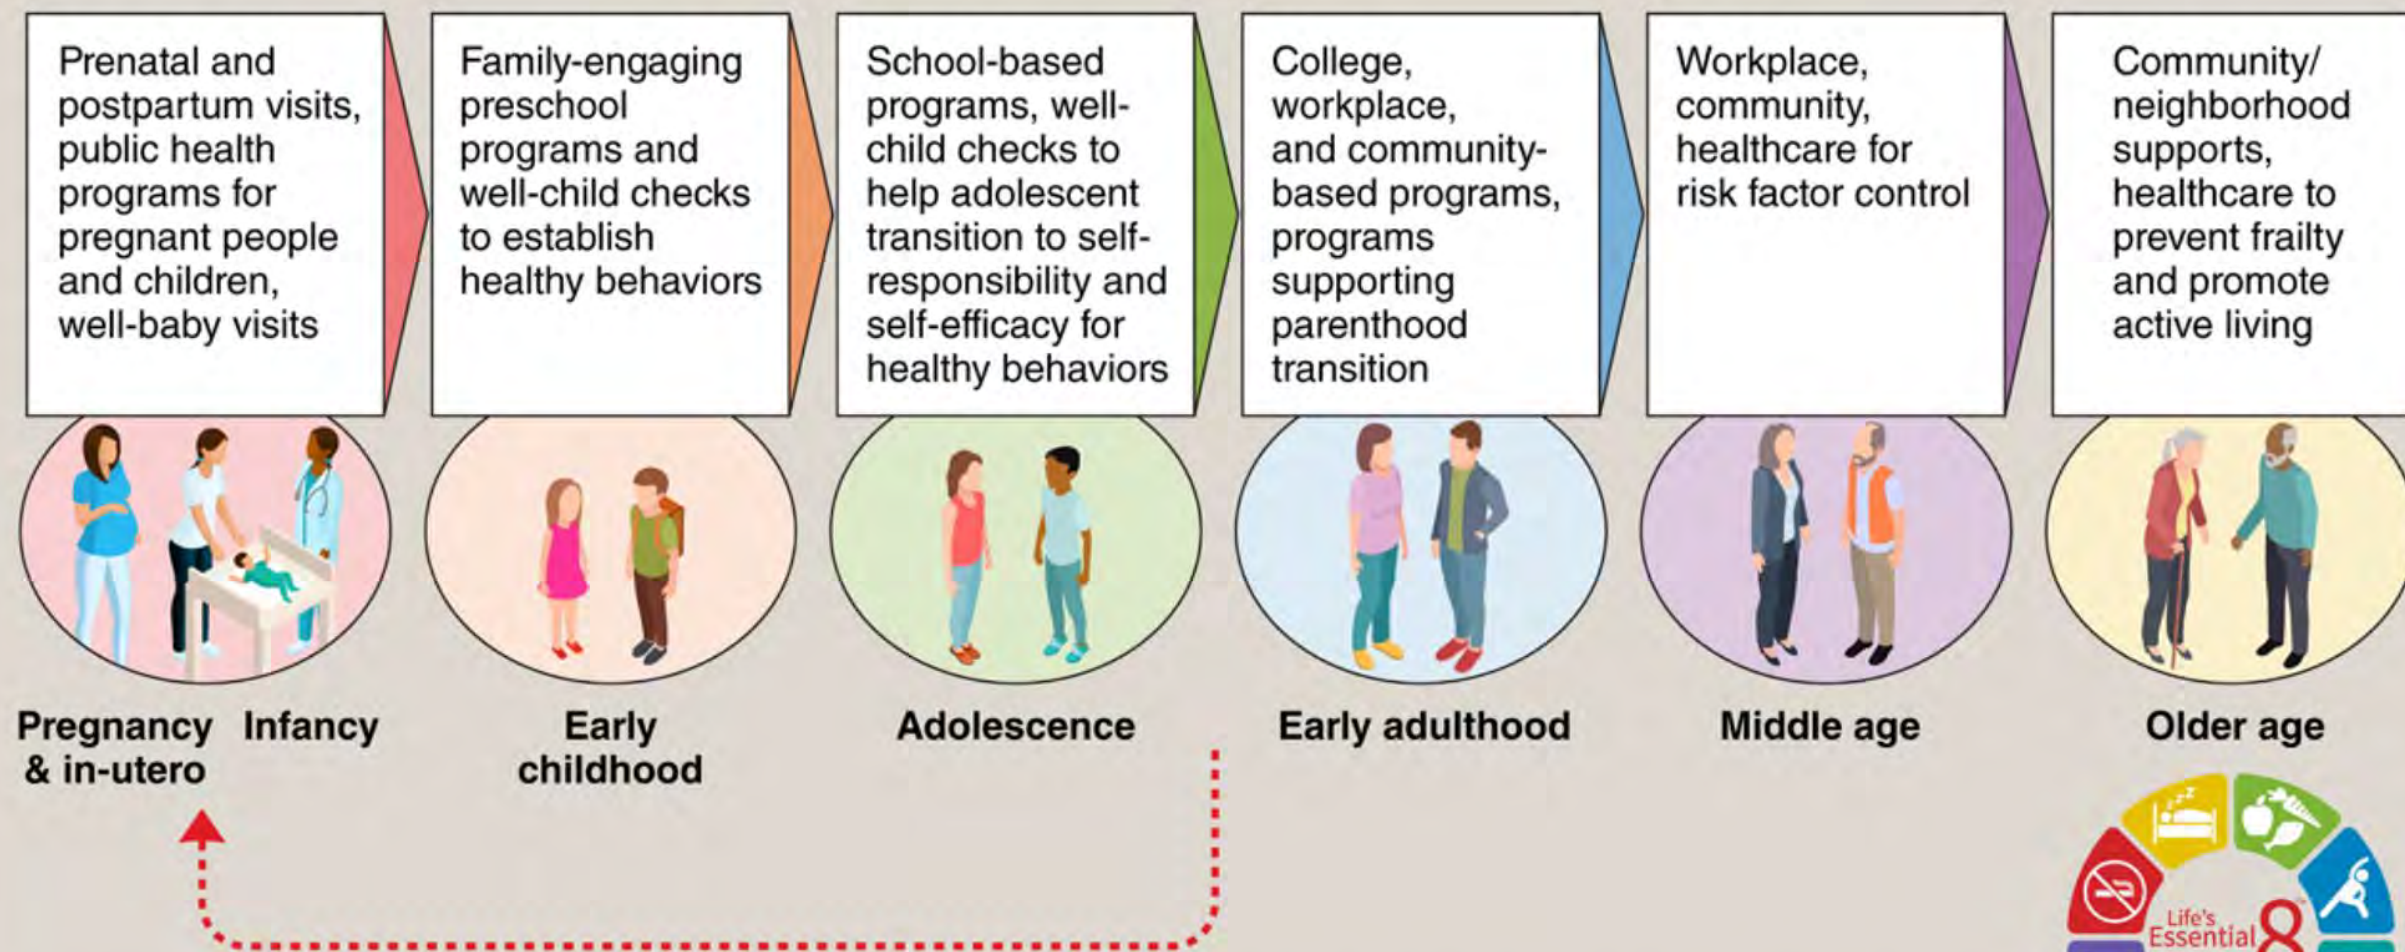 Prenatal and
postpartum visits,
public health
programs for
pregnant people
and children,
well-baby visits
Family-engaging
preschool
programs and
well-child checks
to establish
healthy behaviors
School-based
programs, well-
child checks to
help adolescent
transition to self-
responsibility and
self-efficacy for
healthy behaviors
College,
workplace,
and community-
based programs,
programs
supporting
parenthood
transition
Workplace,
community,
healthcare for
risk factor control
Community/
neighborhood
supports,
healthcare to
prevent frailty
and promote
active living
Pregnancy
& in-utero
Infancy
Early
childhood
Adolescence
Early adulthood
Middle age
Older age
zzz
Life's
Essential 8™